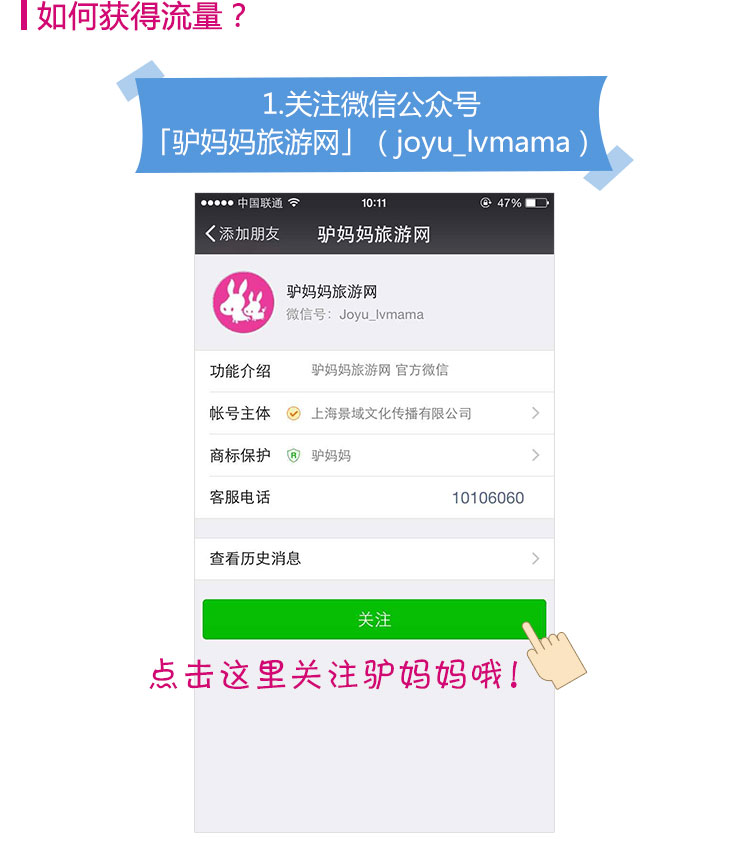 如何获得流量？
1.关注微信公众号
「驴妈妈旅游网」（joyu_lvmama）
中国联通 10:11 47%
添加朋友 驴妈妈旅游网
驴妈妈旅游网
微信号：Joyu_lvmama
功能介绍 驴妈妈旅游网 官方微信
帐号主体 上海景域文化传播有限公司
商标保护 R 驴妈妈
客服电话 10106060
查看历史消息
关注
点击这里关注驴妈妈哦!